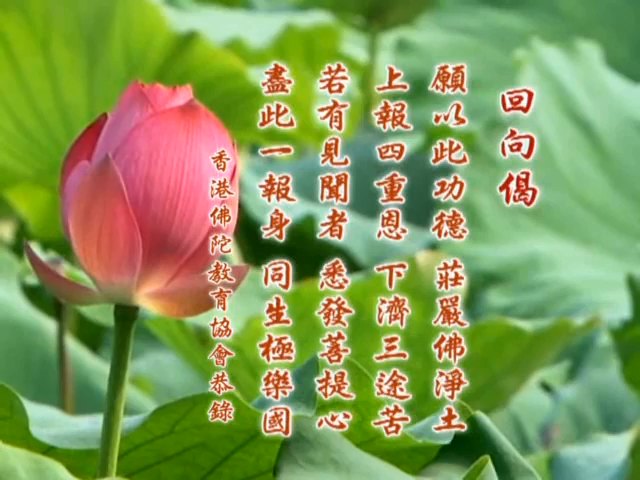 回向偈
願以此功德 莊嚴佛淨土
上報四重恩 下濟三途苦
若有見聞者 悉發菩提心
盡此一報身 同生極樂國
香港佛陀教育協會恭錄